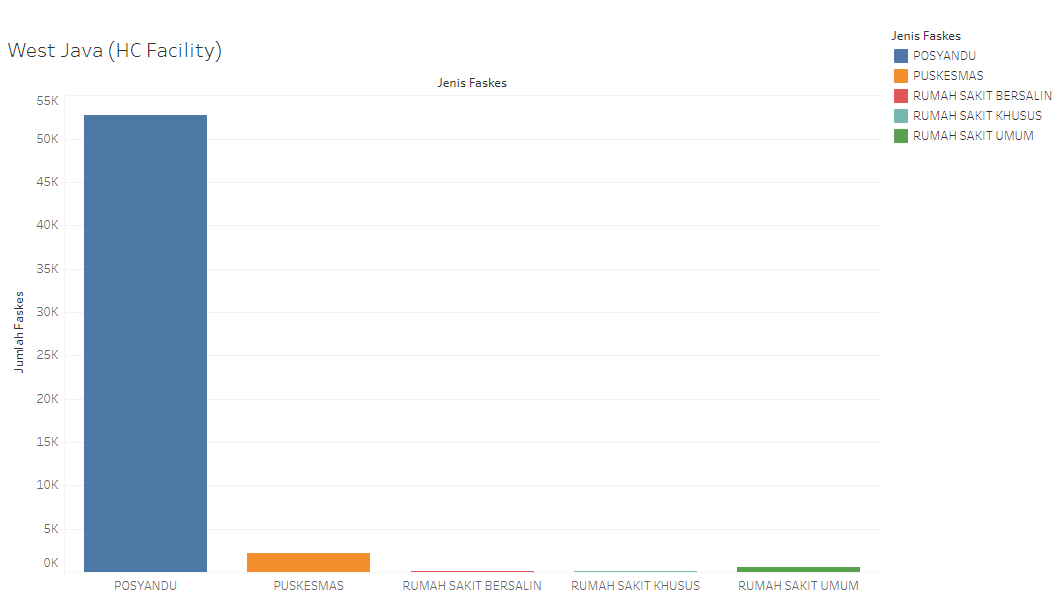 West Java (HC Facility)
Jenis Faskes
55K
50K
45K
40K
35K
30K
25K
20K
15K
10K
5K
0K
Jumlah Faskes
POSYANDU
PUSKESMAS
RUMAH SAKIT BERSALIN
RUMAH SAKIT KHUSUS
RUMAH SAKIT UMUM
Jenis Faskes
POSYANDU
PUSKESMAS
RUMAH SAKIT BERSALIN
RUMAH SAKIT KHUSUS
RUMAH SAKIT UMUM